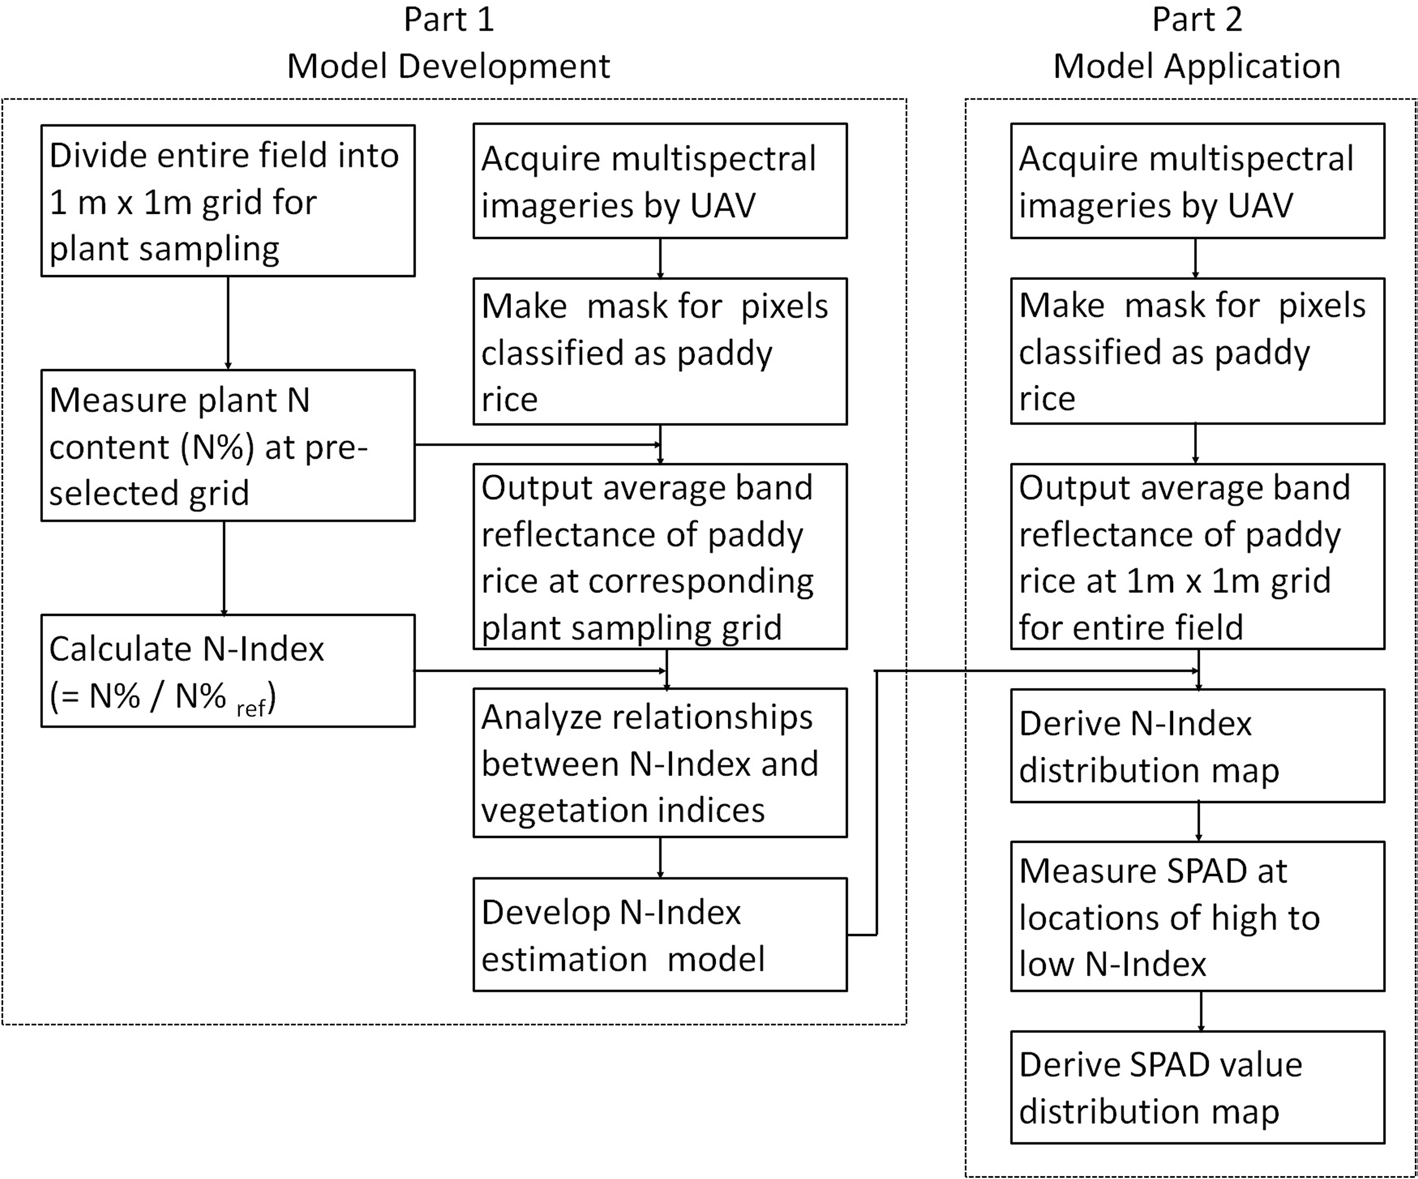 Part 1
Model Development
Divide entire field into
1 m x 1m grid for
plant sampling
Measure plant N
content (N%) at pre-
selected grid
Calculate N-Index
(= N% / N% ref)
Acquire multispectral
imageries by UAV
Make mask for pixels
classified as paddy
rice
Output average band
reflectance of paddy
rice at corresponding
plant sampling grid
Analyze relationships
between N-Index and
vegetation indices
Develop N-Index
estimation model
Part 2
Model Application
Acquire multispectral
imageries by UAV
Make mask for pixels
classified as paddy
rice
Output average band
reflectance of paddy
rice at 1m x 1m grid
for entire field
Derive N-Index
distribution map
Measure SPAD at
locations of high to
low N-Index
Derive SPAD value
distribution map